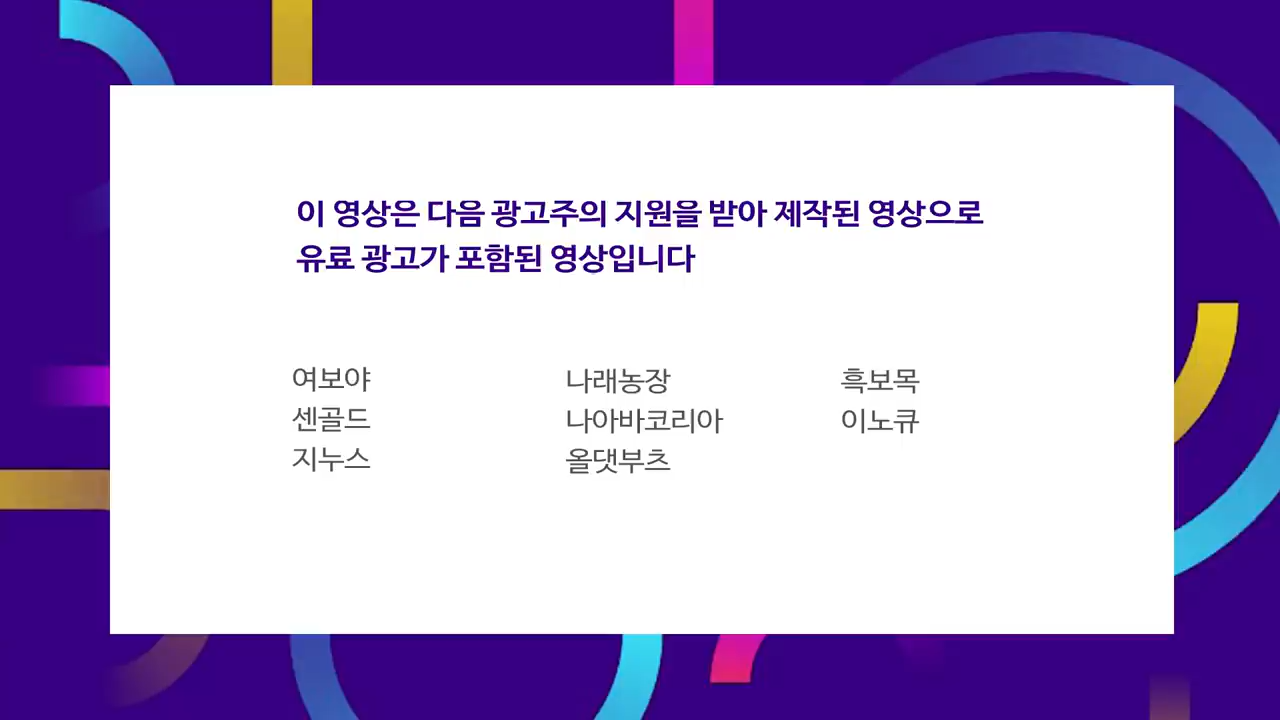 이 영상은 다음 광고주의 지원을 받아 제작된 영상으로
유료 광고가 포함된 영상입니다
여보야
센골드
지누스
나래농장
나아바코리아
올댓부츠
흑보목
이노큐